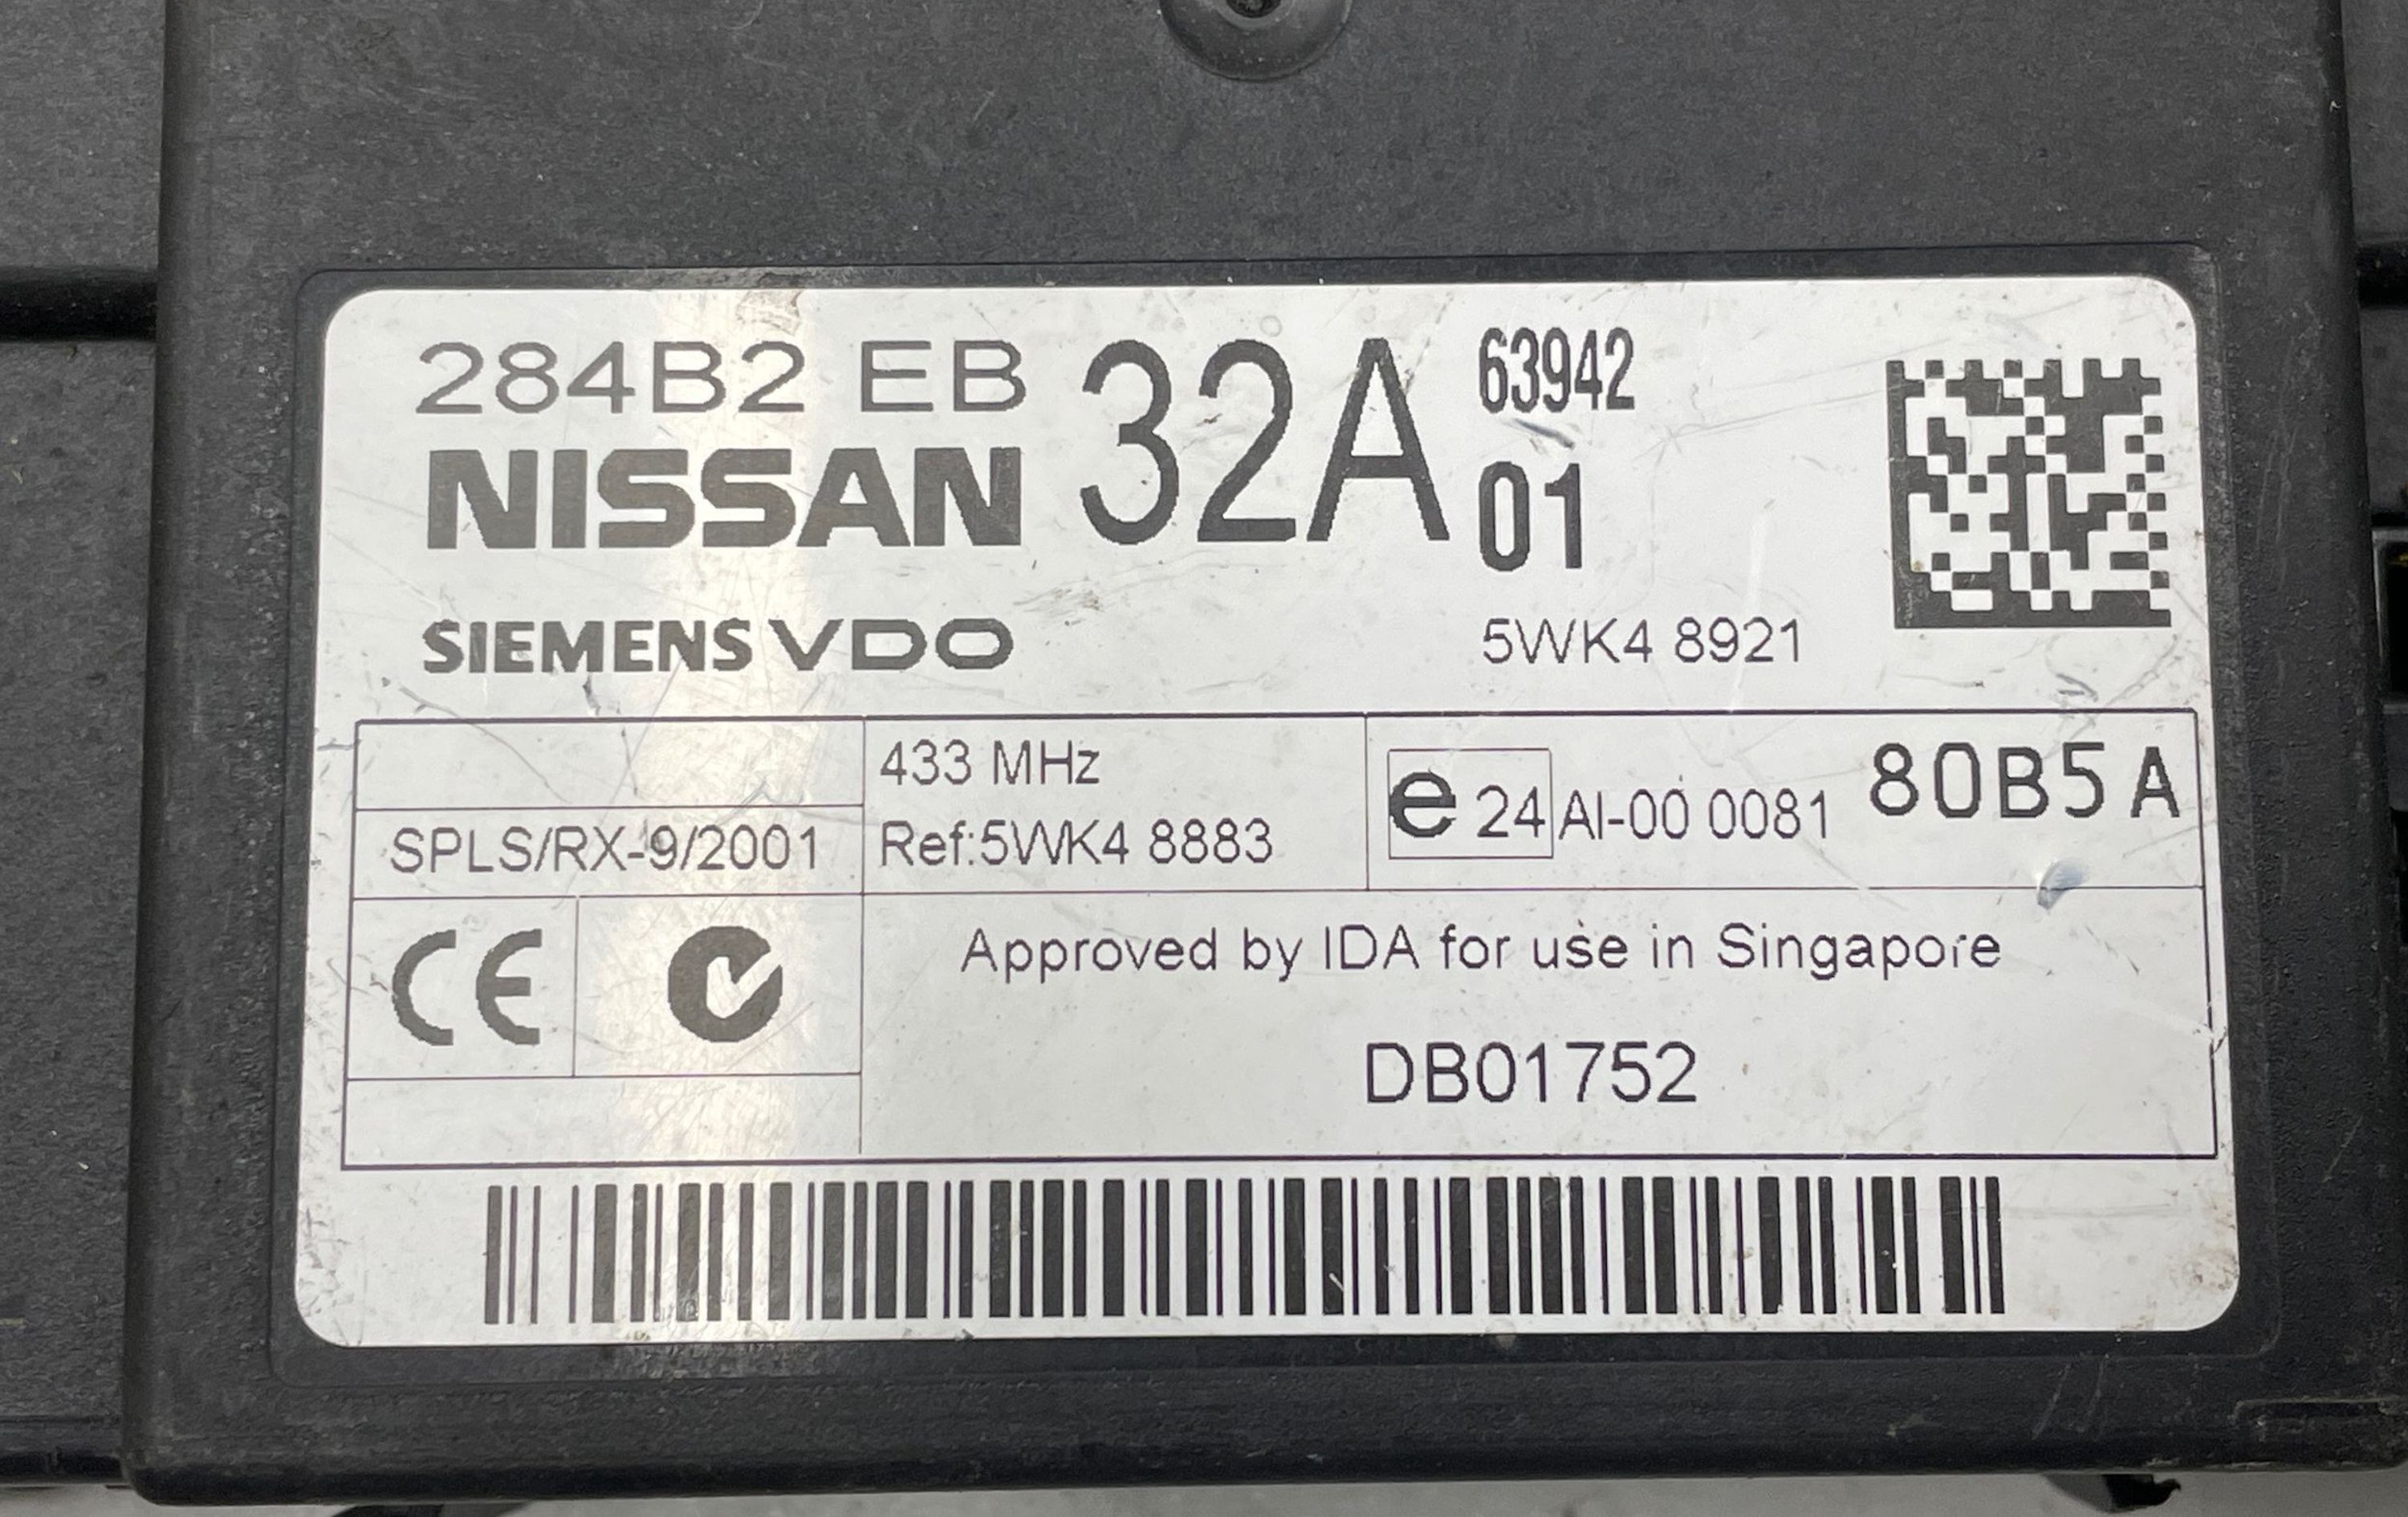 284B2 EB 32A 63942
NISSAN 01
SIEMENS VDO 5WK4 8921
433 MHz
SPLS/RX-9/2001 Ref:5WK4 8883 e 24 AI-00 0081 80B5A
CE Approved by IDA for use in Singapore
DB01752